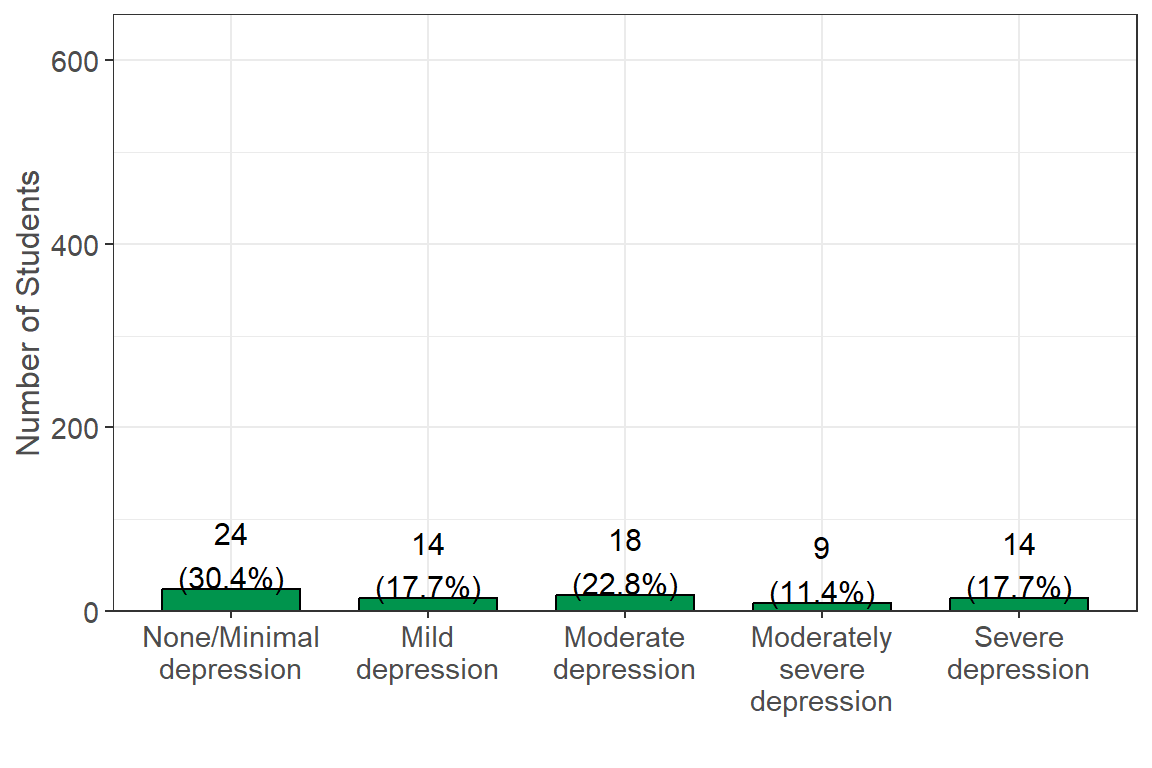 Number of Students
600
400
200
0
24
(30.4%)
14
(17.7%)
18
(22.8%)
9
(11.4%)
14
(17.7%)
None/Minimal
depression
Mild
depression
Moderate
depression
Moderately
severe
depression
Severe
depression